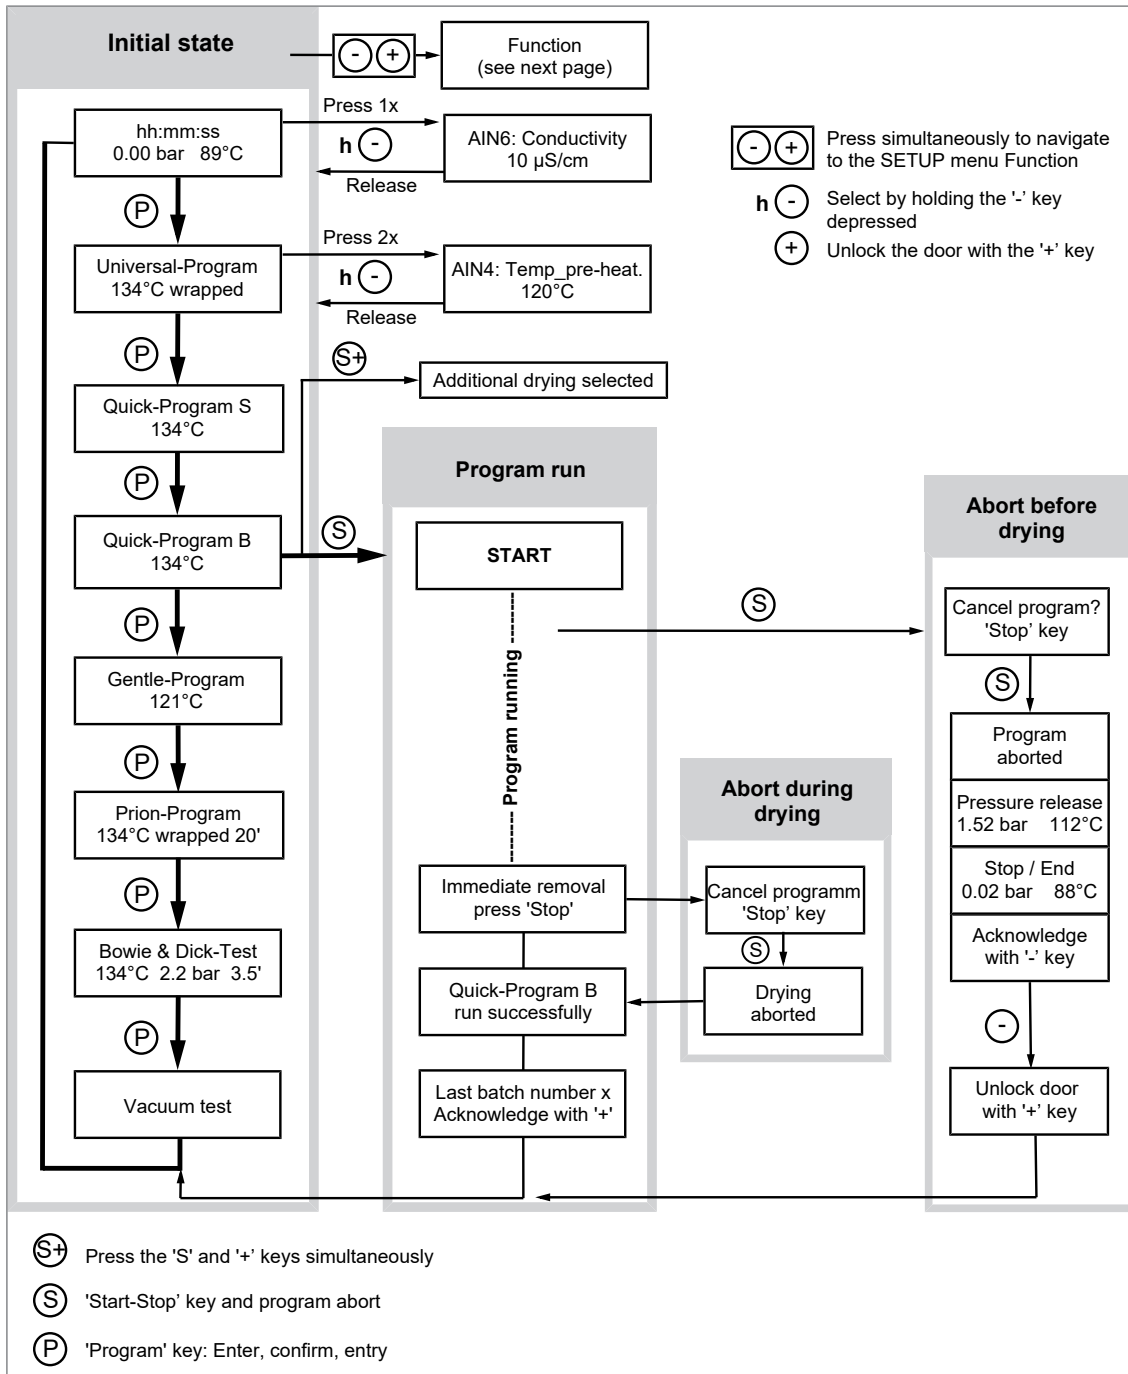 Initial state
- +
Function
(see next page)
hh:mm:ss
0.00 bar 89°C
Press 1x
h -
Release
AIN6: Conductivity
10 µS/cm
- + Press simultaneously to navigate
to the SETUP menu Function
h - Select by holding the '-’ key
depressed
+ Unlock the door with the '+’ key
P
Universal-Program
134°C wrapped
Press 2x
h -
Release
AIN4: Temp_pre-heat.
120°C
P
S+
Additional drying selected
Quick-Program S
134°C
P
Quick-Program B
134°C
S
P
Gentle-Program
121°C
P
Prion-Program
134°C wrapped 20'
P
Bowie & Dick-Test
134°C 2.2 bar 3.5'
P
Vacuum test
Program run
START
Program running
S
Immediate removal
press 'Stop'
Quick-Program B
run successfully
Last batch number x
Acknowledge with '+'
Abort during
drying
Cancel programm
'Stop’ key
S
Drying
aborted
Abort before
drying
Cancel program?
'Stop’ key
S
Program
aborted
Pressure release
1.52 bar 112°C
Stop / End
0.02 bar 88°C
Acknowledge
with '-’ key
-
Unlock door
with '+’ key
S+ Press the 'S' and '+’ keys simultaneously
S 'Start-Stop’ key and program abort
P 'Program' key: Enter, confirm, entry